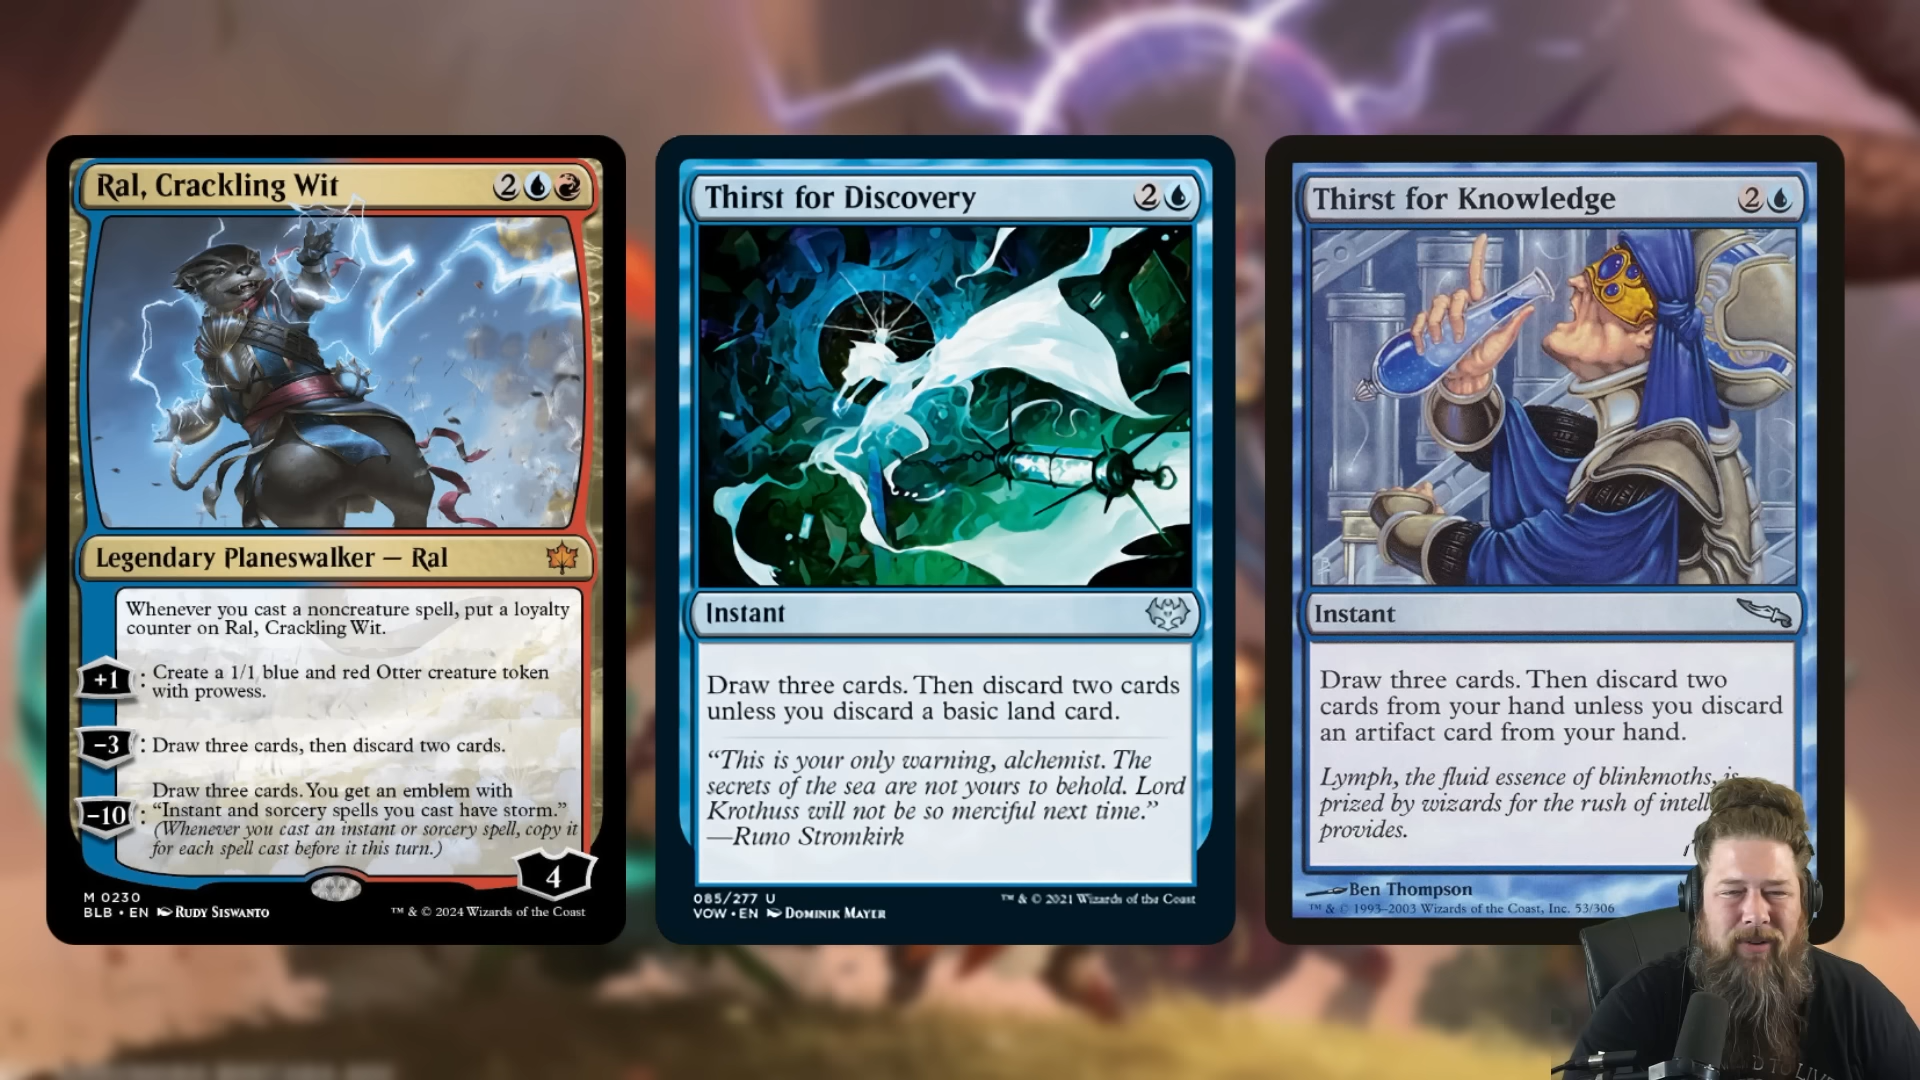 Ral, Crackling Wit
2
Legendary Planeswalker — Ral
Whenever you cast a noncreature spell, put a loyalty
counter on Ral, Crackling Wit.
+1: Create a 1/1 blue and red Otter creature token
with prowess.
−3: Draw three cards, then discard two cards.
Draw three cards. You get an emblem with
−10: “Instant and sorcery spells you cast have storm.”
(Whenever you cast an instant or sorcery spell, copy it
for each spell cast before it this turn.)
4
M 0230
BLB • EN Rudy Siswanto
™ & © 2024 Wizards of the Coast
Thirst for Discovery
2
Instant
Draw three cards. Then discard two cards
unless you discard a basic land card.
“This is your only warning, alchemist. The
secrets of the sea are not yours to behold. Lord
Krothuss will not be so merciful next time.”
—Runo Stromkirk
085/277 U
VOW • EN Dominik Mayer
™ & © 2021 Wizards of the Coast
Thirst for Knowledge
2
Instant
Draw three cards. Then discard two
cards from your hand unless you discard
an artifact card from your hand.
Lymph, the fluid essence of blinkmoths, is
prized by wizards for the rush of
provides.
Ben Thompson
™ & © 1993–2003 Wizards of the Coast, Inc. 53/306